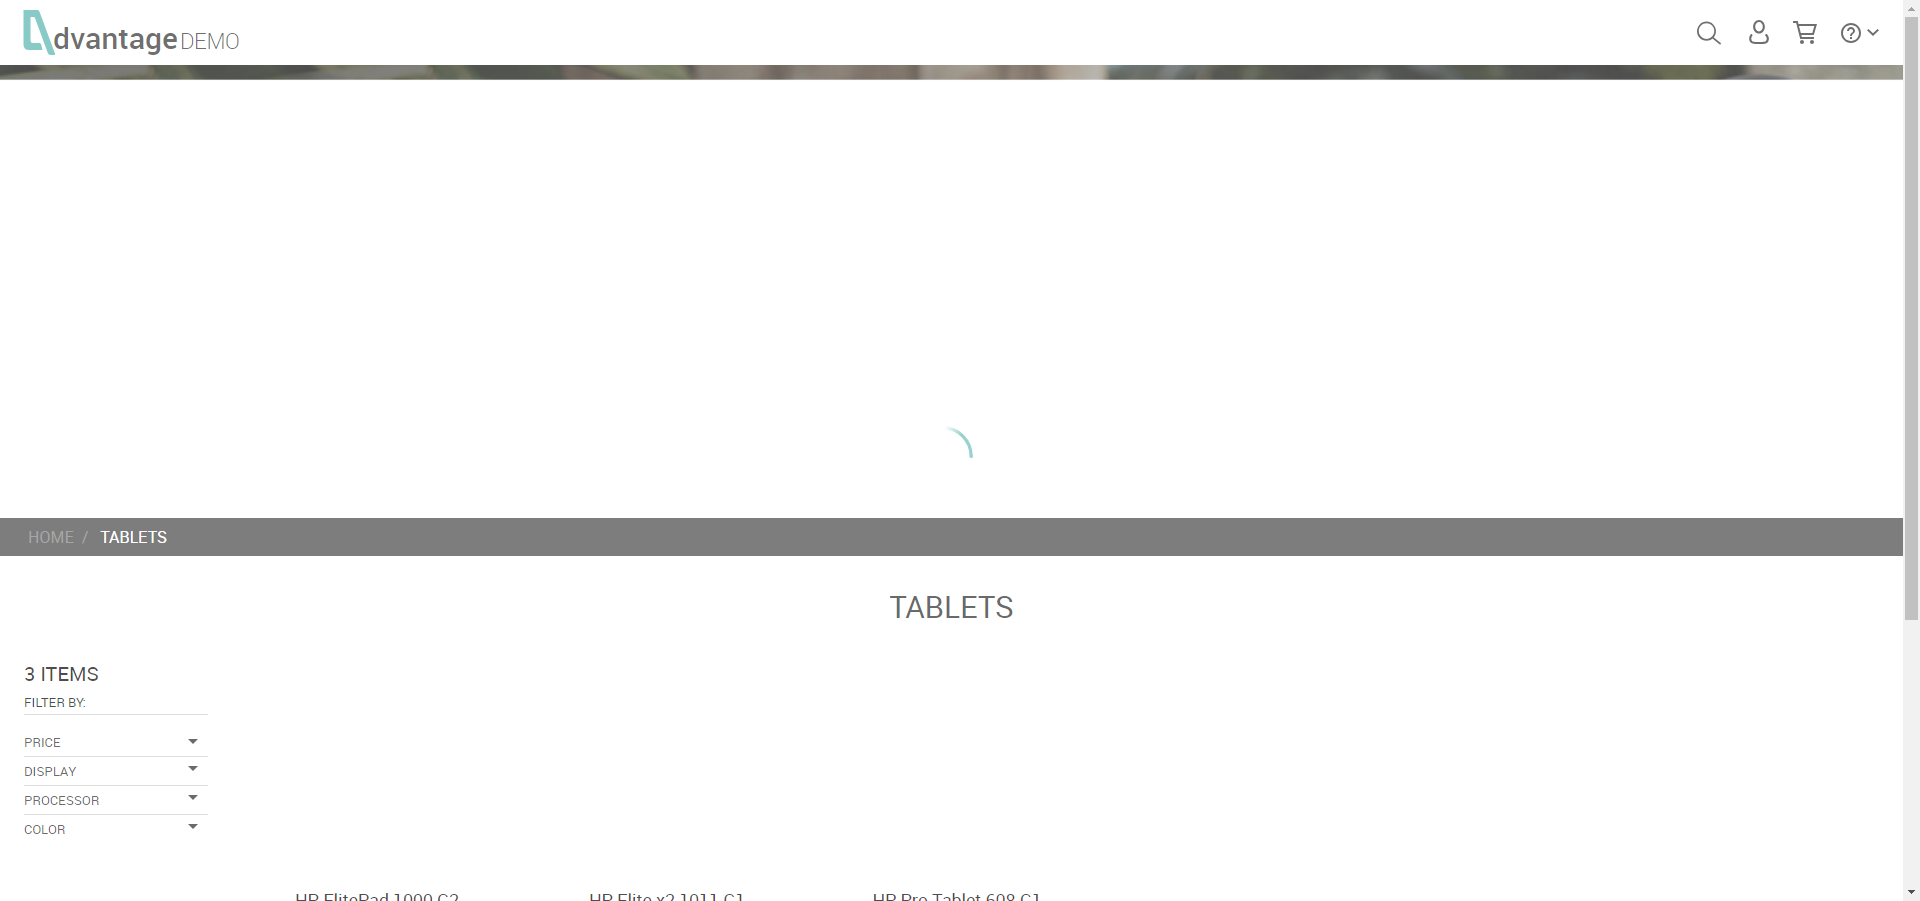 dvantage DEMO
HOME / TABLETS
TABLETS
3 ITEMS
FILTER BY:
PRICE
DISPLAY
PROCESSOR
COLOR
HP ElitePad 1000 G2
HP Elite x2 1011 G1
HP Pro Tablet 608 G1